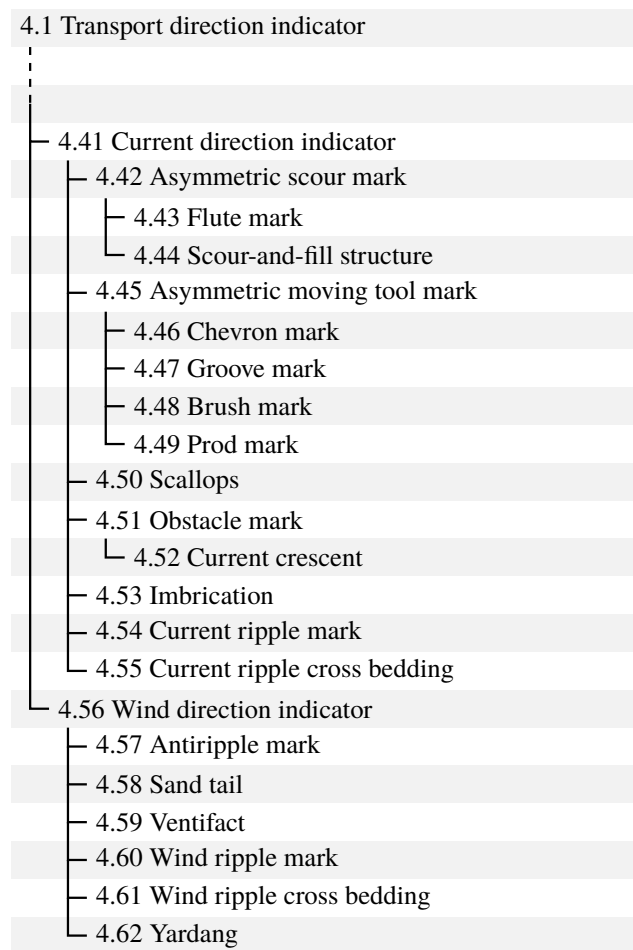 4.1 Transport direction indicator
4.41 Current direction indicator
4.42 Asymmetric scour mark
4.43 Flute mark
4.44 Scour-and-fill structure
4.45 Asymmetric moving tool mark
4.46 Chevron mark
4.47 Groove mark
4.48 Brush mark
4.49 Prod mark
4.50 Scallops
4.51 Obstacle mark
4.52 Current crescent
4.53 Imbrication
4.54 Current ripple mark
4.55 Current ripple cross bedding
4.56 Wind direction indicator
4.57 Antiripple mark
4.58 Sand tail
4.59 Ventifact
4.60 Wind ripple mark
4.61 Wind ripple cross bedding
4.62 Yardang